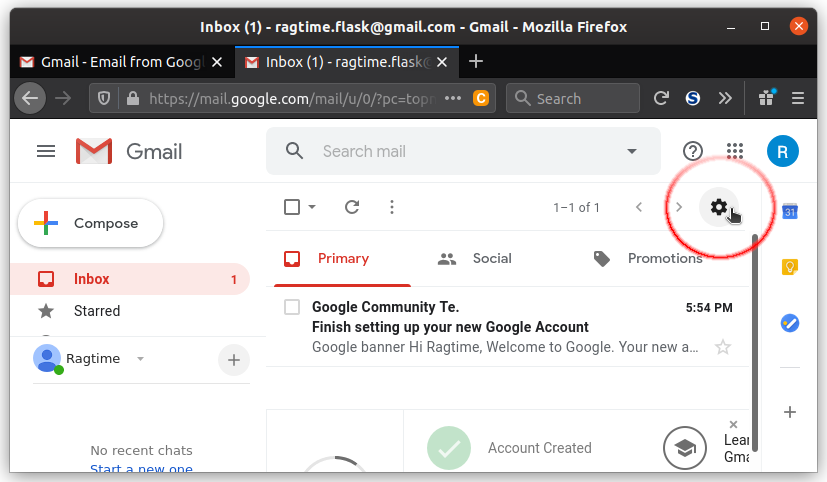 Inbox (1) - ragtime.flask@gmail.com - Gmail - Mozilla Firefox
Gmail - Email from Googl
Inbox (1) - ragtime.flask@
https://mail.google.com/mail/u/0/?pc=topn
C
Search
S
Gmail
Search mail
R
Compose
1–1 of 1
31
Primary
Social
Promotions
Inbox
1
Starred
Google Community Te.
5:54 PM
Finish setting up your new Google Account
Google banner Hi Ragtime, Welcome to Google. Your new a…
Ragtime
No recent chats
Start a new one
Account Created
Lear
Gma